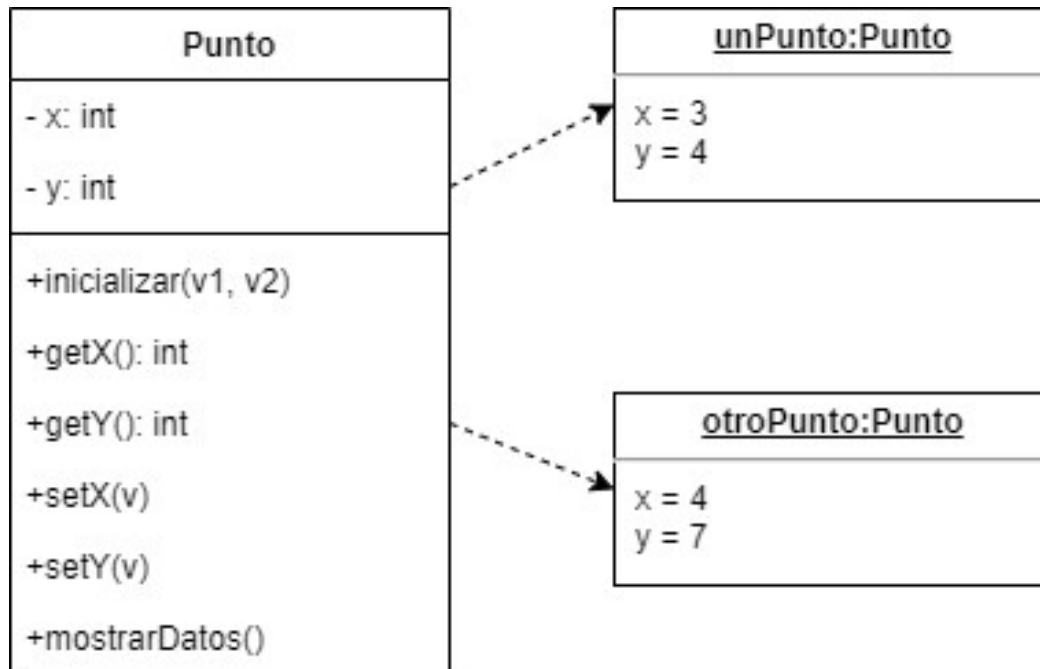 Punto
- x: int
- y: int
+inicializar(v1, v2)
+getX(): int
+getY(): int
+setX(v)
+setY(v)
+mostrarDatos()
unPunto:Punto
x = 3
y = 4
otroPunto:Punto
x = 4
y = 7